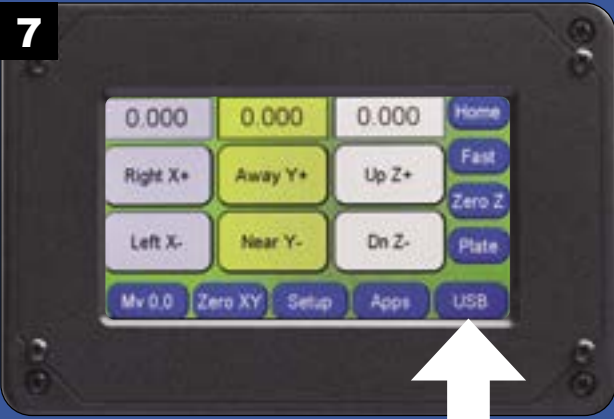 7
0.000 0.000 0.000 Home
Right X+ Away Y+ Up Z+ Fast
Zero Z
Left X- Near Y- Dn Z- Plate
Mv 0,0 Zero XY Setup Apps USB